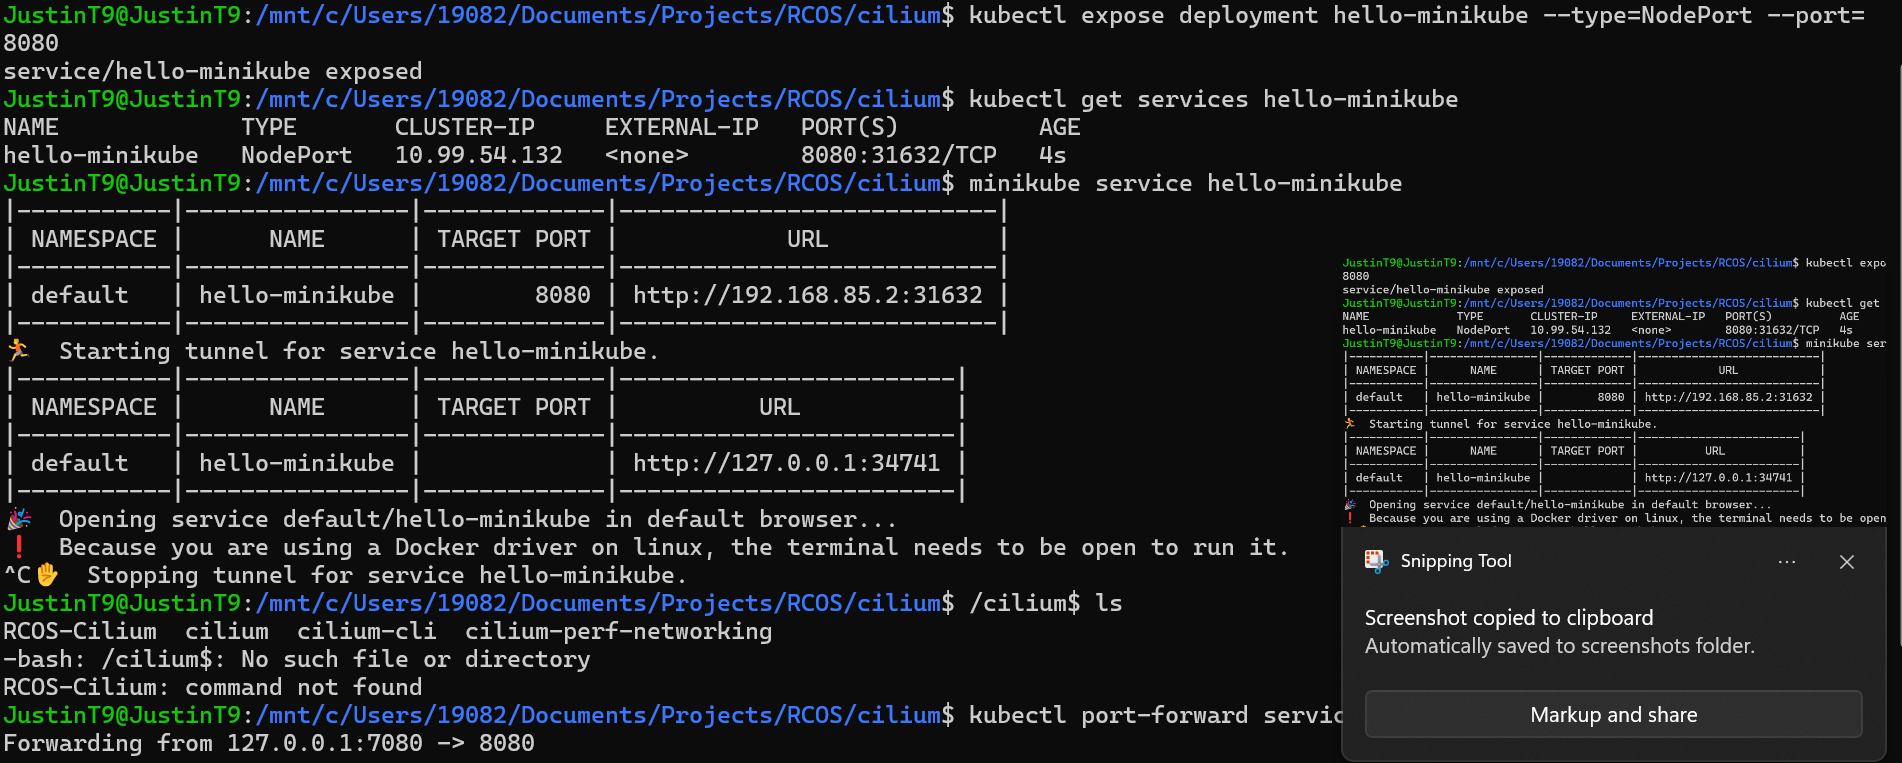 JustinT9@JustinT9:/mnt/c/Users/19082/Documents/Projects/RCOS/cilium$ kubectl expose deployment hello-minikube --type=NodePort --port=
8080
service/hello-minikube exposed
JustinT9@JustinT9:/mnt/c/Users/19082/Documents/Projects/RCOS/cilium$ kubectl get services hello-minikube
NAME             TYPE       CLUSTER-IP     EXTERNAL-IP   PORT(S)          AGE
hello-minikube   NodePort   10.99.54.132   <none>        8080:31632/TCP   4s
JustinT9@JustinT9:/mnt/c/Users/19082/Documents/Projects/RCOS/cilium$ minikube service hello-minikube
|-----------|----------------|-------------|---------------------------|
| NAMESPACE |      NAME      | TARGET PORT |            URL            |
|-----------|----------------|-------------|---------------------------|
| default   | hello-minikube |        8080 | http://192.168.85.2:31632 |
|-----------|----------------|-------------|---------------------------|
🏃  Starting tunnel for service hello-minikube.
|-----------|----------------|-------------|------------------------|
| NAMESPACE |      NAME      | TARGET PORT |          URL           |
|-----------|----------------|-------------|------------------------|
| default   | hello-minikube |             | http://127.0.0.1:34741 |
|-----------|----------------|-------------|------------------------|
🎉  Opening service default/hello-minikube in default browser...
❗  Because you are using a Docker driver on linux, the terminal needs to be open to run it.
^C✋  Stopping tunnel for service hello-minikube.
JustinT9@JustinT9:/mnt/c/Users/19082/Documents/Projects/RCOS/cilium$ /cilium$ ls
RCOS-Cilium  cilium  cilium-cli  cilium-perf-networking
-bash: /cilium$: No such file or directory
RCOS-Cilium: command not found
JustinT9@JustinT9:/mnt/c/Users/19082/Documents/Projects/RCOS/cilium$ kubectl port-forward servic
Forwarding from 127.0.0.1:7080 -> 8080
JustinT9@JustinT9:/mnt/c/Users/19082/Documents/Projects/RCOS/cilium$ kubectl expo
8080
service/hello-minikube exposed
JustinT9@JustinT9:/mnt/c/Users/19082/Documents/Projects/RCOS/cilium$ kubectl get
NAME             TYPE       CLUSTER-IP     EXTERNAL-IP   PORT(S)          AGE
hello-minikube   NodePort   10.99.54.132   <none>        8080:31632/TCP   4s
JustinT9@JustinT9:/mnt/c/Users/19082/Documents/Projects/RCOS/cilium$ minikube ser
|-----------|----------------|-------------|---------------------------|
| NAMESPACE |      NAME      | TARGET PORT |            URL            |
|-----------|----------------|-------------|---------------------------|
| default   | hello-minikube |        8080 | http://192.168.85.2:31632 |
|-----------|----------------|-------------|---------------------------|
🏃  Starting tunnel for service hello-minikube.
|-----------|----------------|-------------|------------------------|
| NAMESPACE |      NAME      | TARGET PORT |          URL           |
|-----------|----------------|-------------|------------------------|
| default   | hello-minikube |             | http://127.0.0.1:34741 |
|-----------|----------------|-------------|------------------------|
🎉  Opening service default/hello-minikube in default browser...
❗  Because you are using a Docker driver on linux, the terminal needs to be open
Snipping Tool
Screenshot copied to clipboard
Automatically saved to screenshots folder.
Markup and share